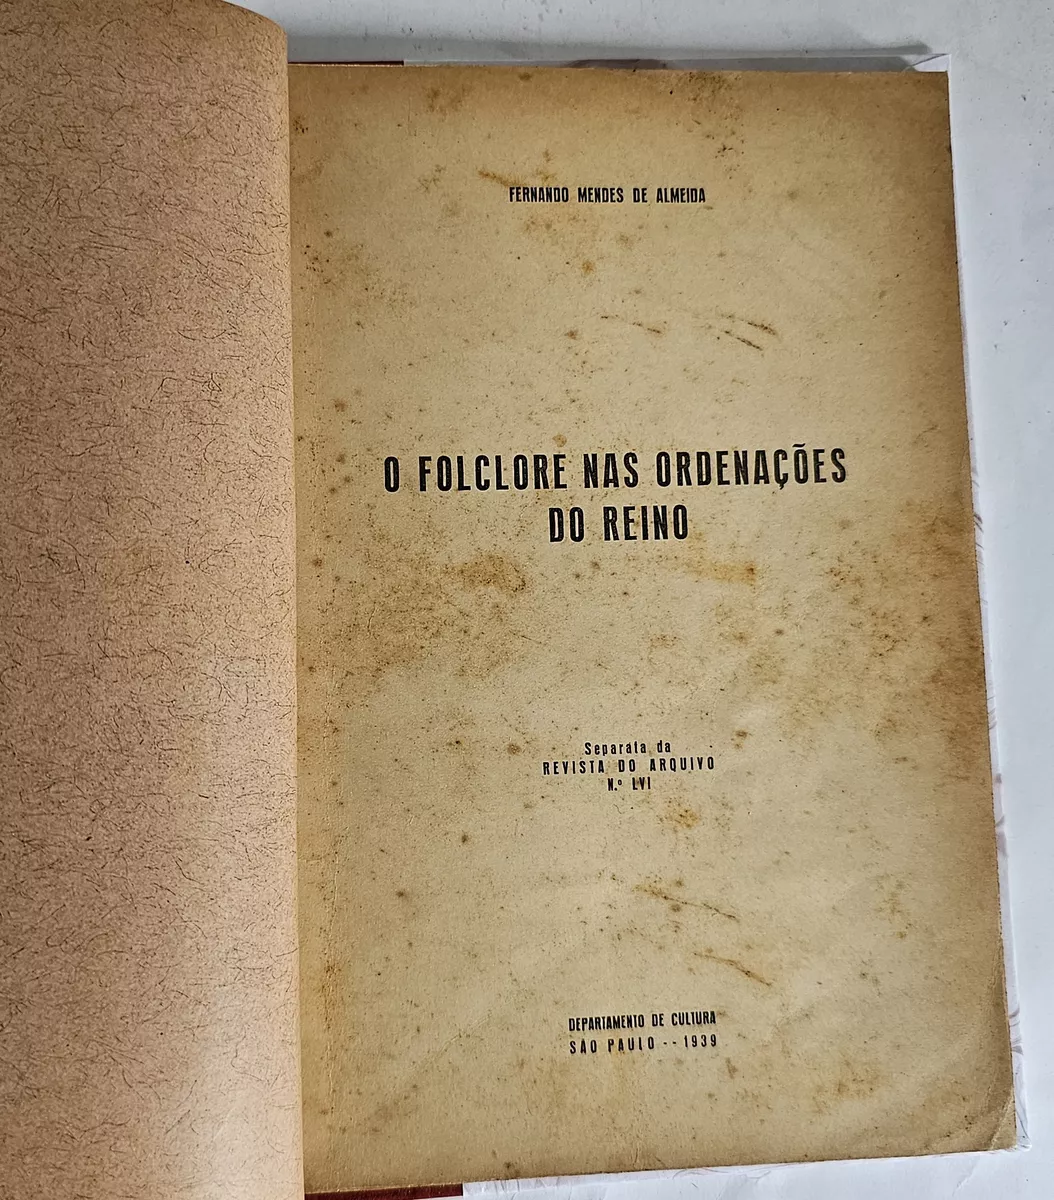 FERNANDO MENDES DE ALMEIDA
O FOLCLORE NAS ORDENAÇÕES
DO REINO
Separata da
REVISTA DO ARQUIVO
N.º LVI
DEPARTAMENTO DE CULTURA
SÃO PAULO -- 1939